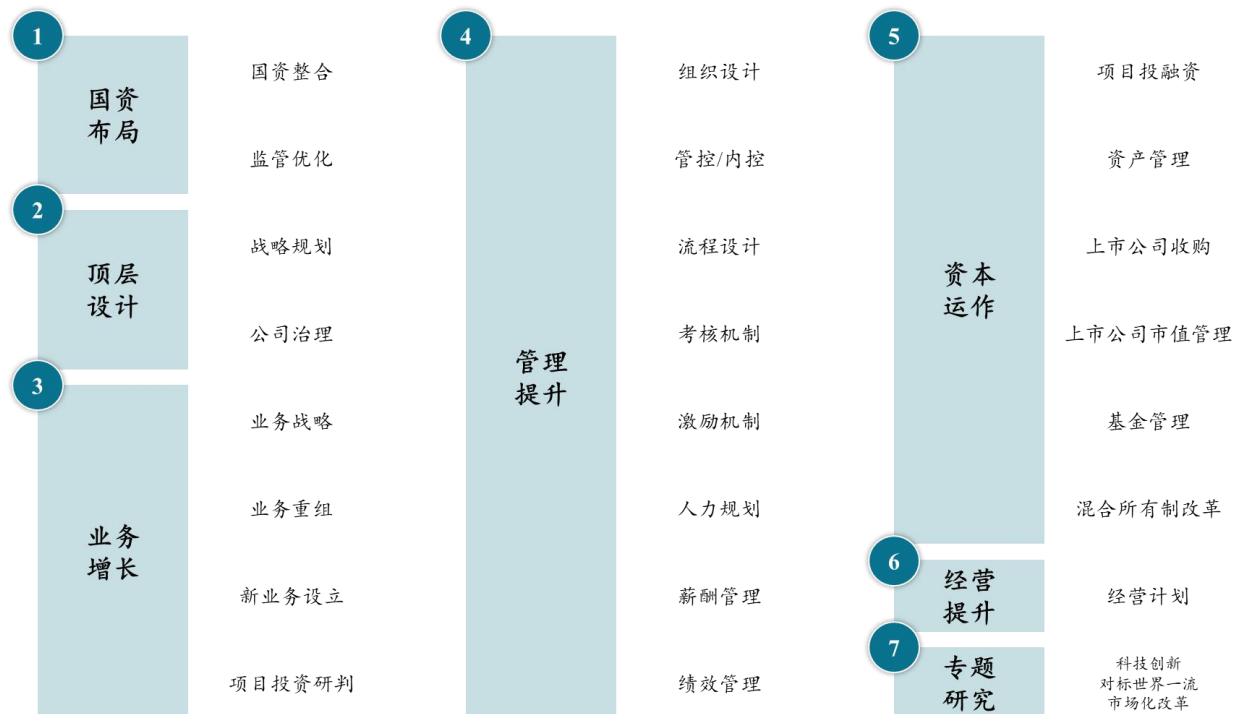 1
国资
布局
国资整合
监管优化
2
顶层
设计
战略规划
公司治理
3
业务
增长
业务战略
业务重组
新业务设立
项目投资研判
4
管理
提升
组织设计
管控/内控
流程设计
考核机制
激励机制
人力规划
薪酬管理
绩效管理
5
资本
运作
项目投融资
资产管理
上市公司收购
上市公司市值管理
基金管理
混合所有制改革
6
经营
提升
经营计划
7
专题
研究
科技创新
对标世界一流
市场化改革